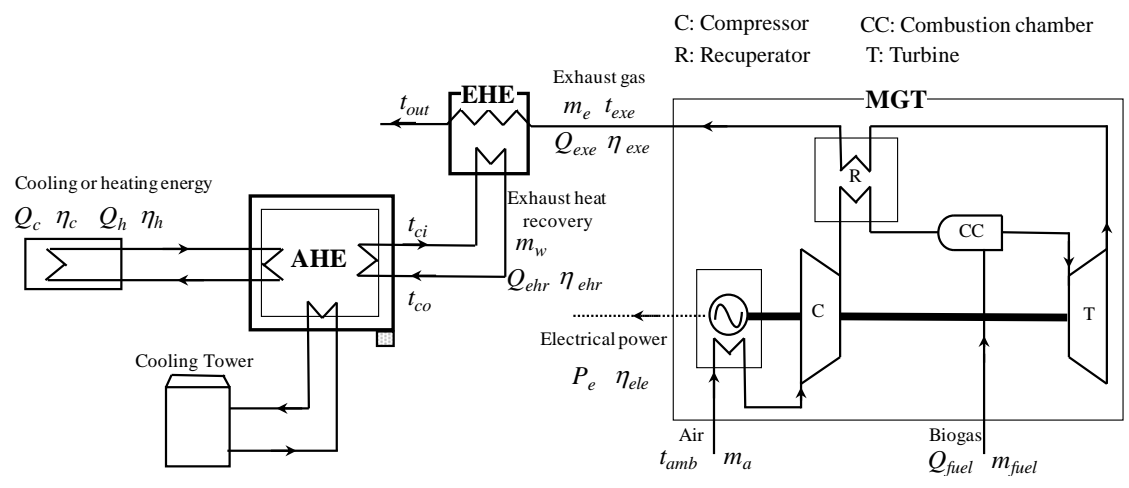 C: Compressor CC: Combustion chamber
R: Recuperator T: Turbine
MGT
Exhaust gas
EHE
t_out
m_e t_exe
Q_exe η_exe
R
Cooling or heating energy
Q_c η_c Q_h η_h
Exhaust heat
recovery
t_ci
m_w
CC
AHE
Q_ehr η_ehr
t_co
C
T
Electrical power
P_e η_ele
Cooling Tower
Air
t_amb m_a
Biogas
Q_fuel m_fuel